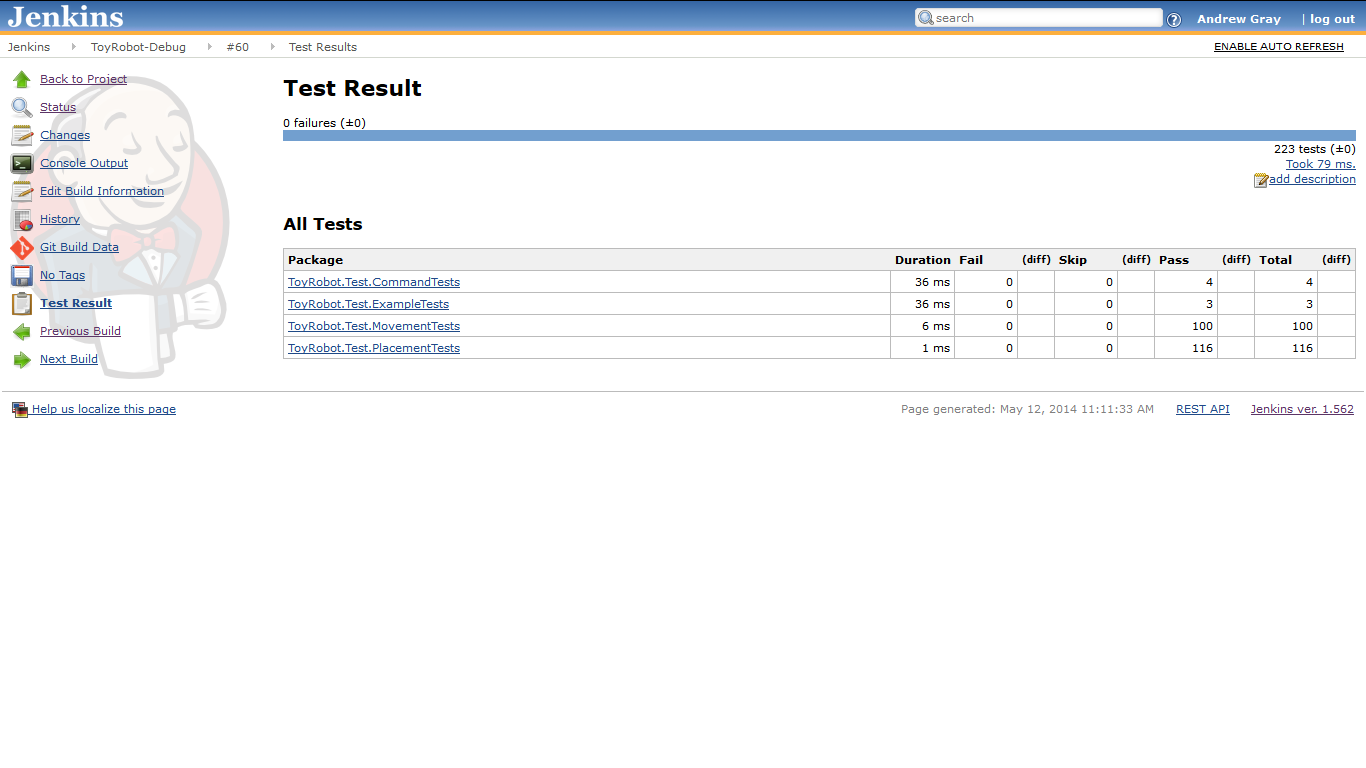 Jenkins
search
Andrew Gray | log out
Jenkins ToyRobot-Debug #60 Test Results
ENABLE AUTO REFRESH
Back to Project
Status
Changes
Console Output
Edit Build Information
History
Git Build Data
No Tags
Test Result
Previous Build
Next Build
Test Result
0 failures (±0)
223 tests (±0)
Took 79 ms.
add description
All Tests
Package Duration Fail (diff) Skip (diff) Pass (diff) Total (diff)
ToyRobot.Test.CommandTests 36 ms 0 0 4 4
ToyRobot.Test.ExampleTests 36 ms 0 0 3 3
ToyRobot.Test.MovementTests 6 ms 0 0 100 100
ToyRobot.Test.PlacementTests 1 ms 0 0 116 116
Help us localize this page
Page generated: May 12, 2014 11:11:33 AM REST API Jenkins ver. 1.562